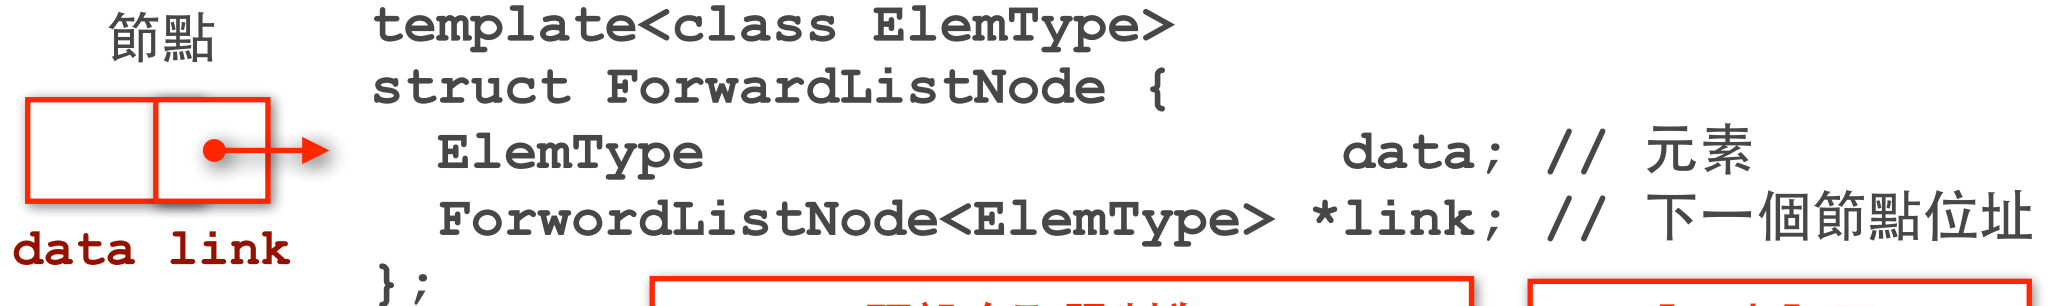 節點
template<class ElemType>
struct ForwardListNode {
ElemType data; // 元素
ForwordListNode<ElemType> *link; // 下一個節點位址
data link
};